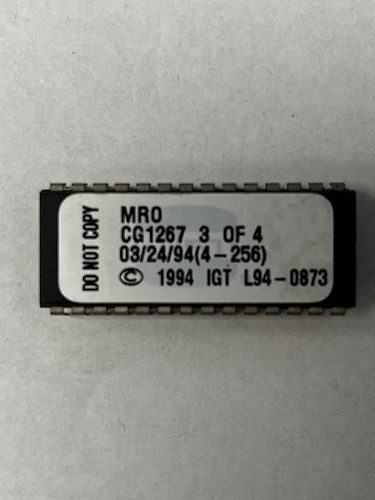 DO NOT COPY
MRO
CG1267 3 OF 4
03/24/94(4-256)
© 1994 IGT L94-0873